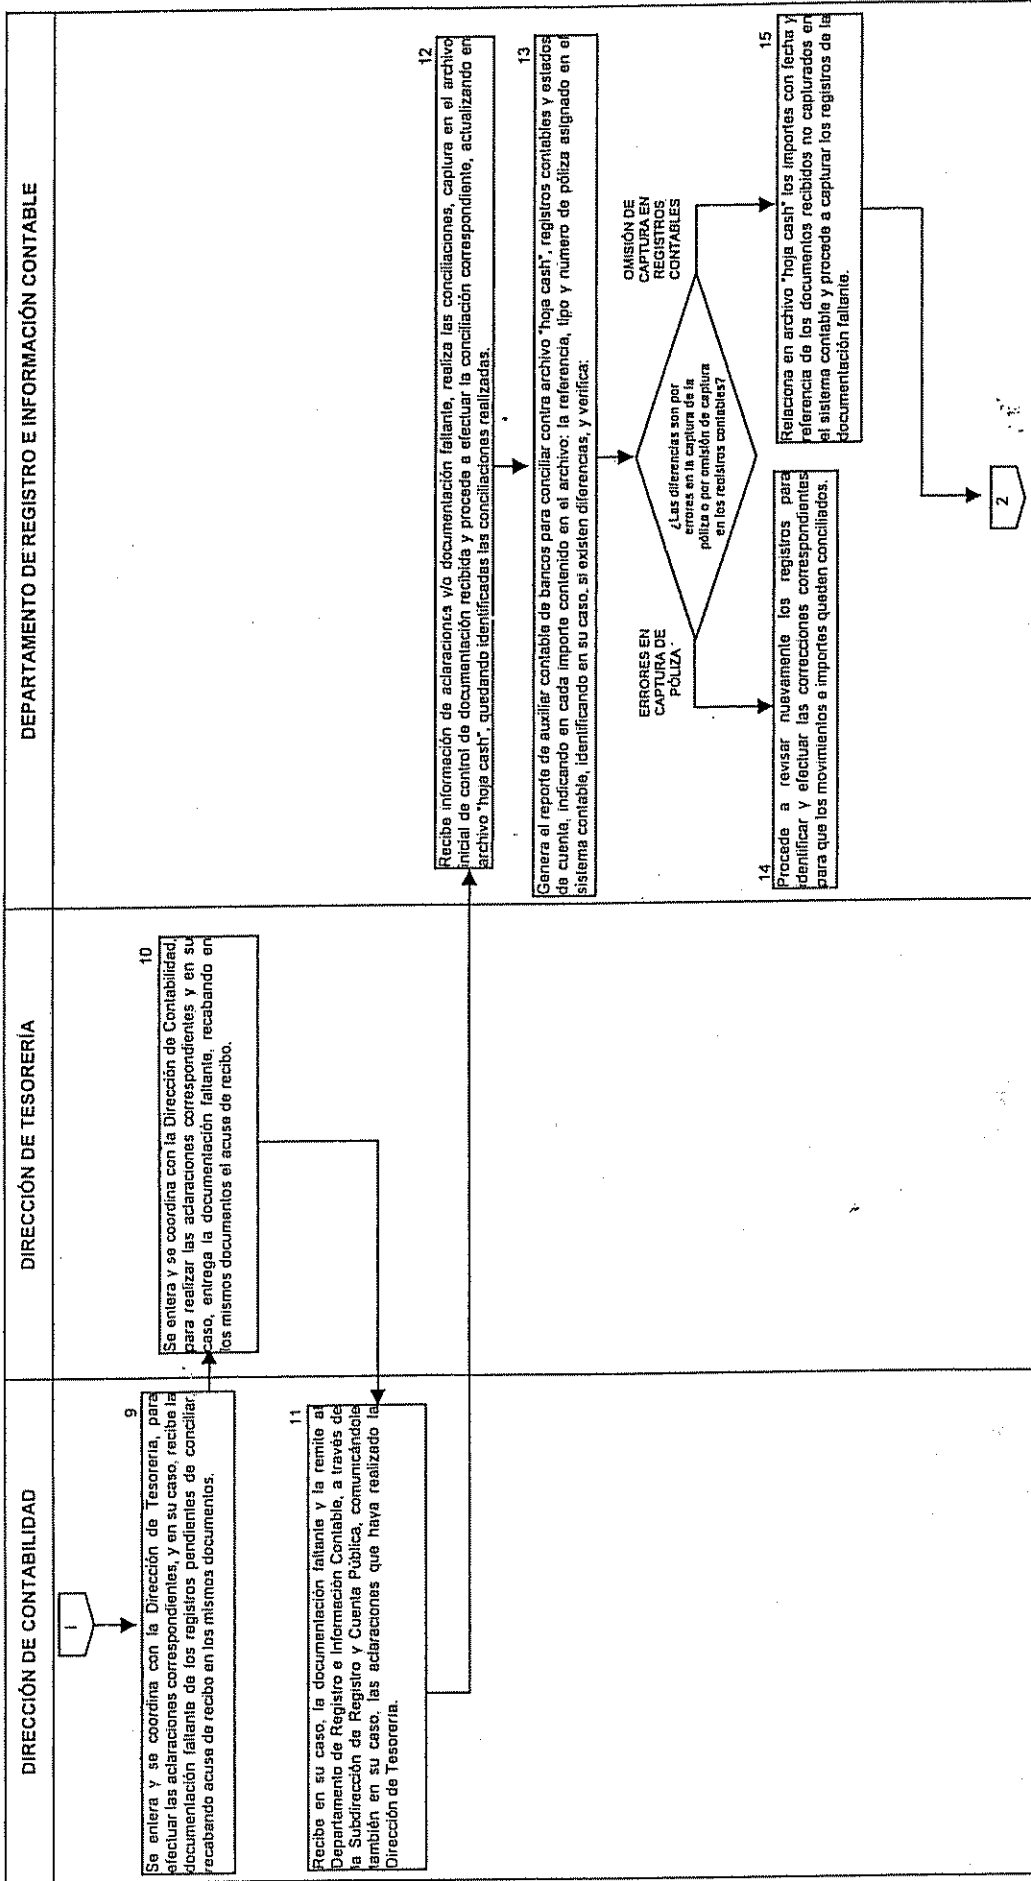 DIRECCIÓN DE CONTABILIDAD
DIRECCIÓN DE TESORERÍA
DEPARTAMENTO DE REGISTRO E INFORMACIÓN CONTABLE
1
9
Se entera y se coordina con la Dirección de Tesorería, para
efectuar las aclaraciones correspondientes, y en su caso, recibe la
documentación faltante de los registros pendientes de conciliar,
recabando acuse de recibo en los mismos documentos.
10
Se entera y se coordina con la Dirección de Contabilidad,
para realizar las aclaraciones correspondientes y en su
caso, entrega la documentación faltante, recabando en
los mismos documentos el acuse de recibo.
11
Recibe en su caso, la documentación faltante y la remite al
Departamento de Registro e Información Contable, a través de
la Subdirección de Registro y Cuenta Pública, comunicándole
también en su caso, las aclaraciones que haya realizado la
Dirección de Tesorería.
12
Recibe información de aclaraciones y/o documentación faltante, realiza las conciliaciones, captura en el archivo
inicial de control de documentación recibida y procede a efectuar la conciliación correspondiente, actualizando en
archivo "hoja cash", quedando identificadas las conciliaciones realizadas.
13
Genera el reporte de auxiliar contable de bancos para conciliar contra archivo "hoja cash", registros contables y estados
de cuenta, indicando en cada importe contenido en el archivo: la referencia, tipo y número de póliza asignado en el
sistema contable, identificando en su caso, si existen diferencias, y verifica:
¿Las diferencias son por
errores en la captura de la
póliza o por omisión de captura
en los registros contables?
ERRORES EN
CAPTURA DE
PÓLIZA
OMISIÓN DE
CAPTURA EN
REGISTROS
CONTABLES
14
Procede a revisar nuevamente los registros para
identificar y efectuar las correcciones correspondientes
para que los movimientos e importes queden conciliados.
15
Relaciona en archivo "hoja cash" los importes con fecha y
referencia de los documentos recibidos no capturados en
el sistema contable y procede a capturar los registros de la
documentación faltante.
2